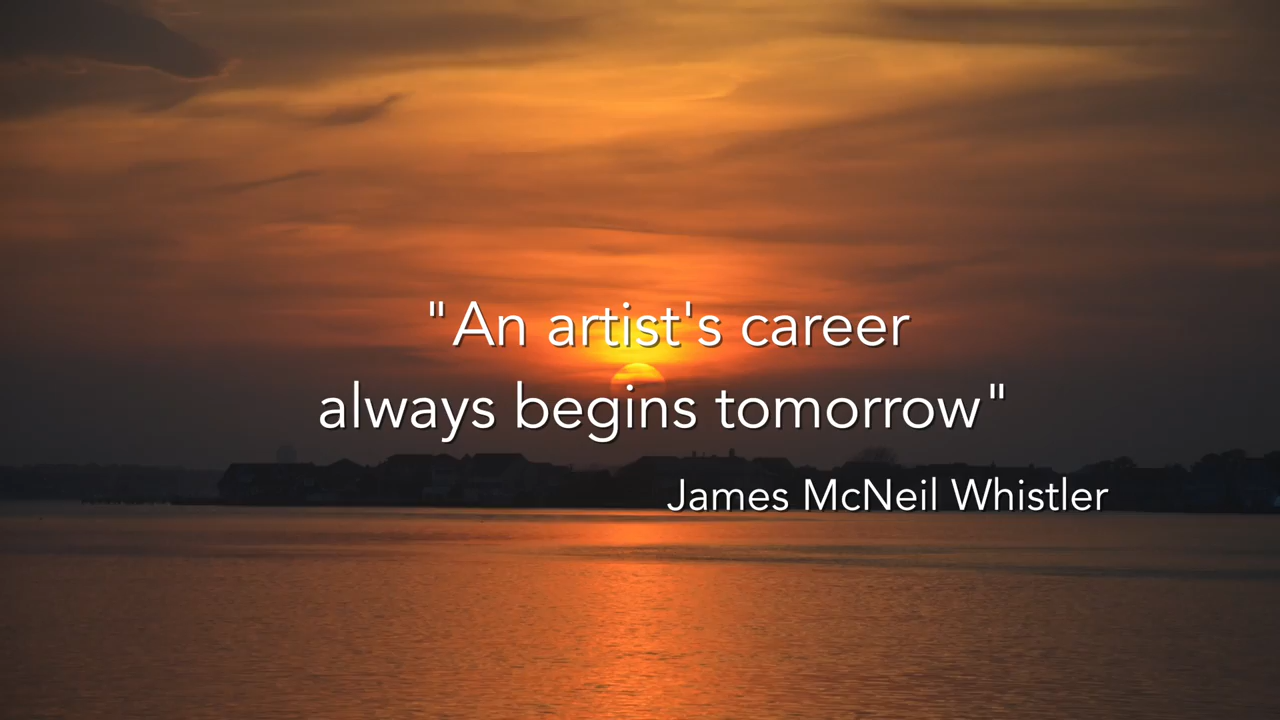 "An artist's career
always begins tomorrow"
James McNeil Whistler